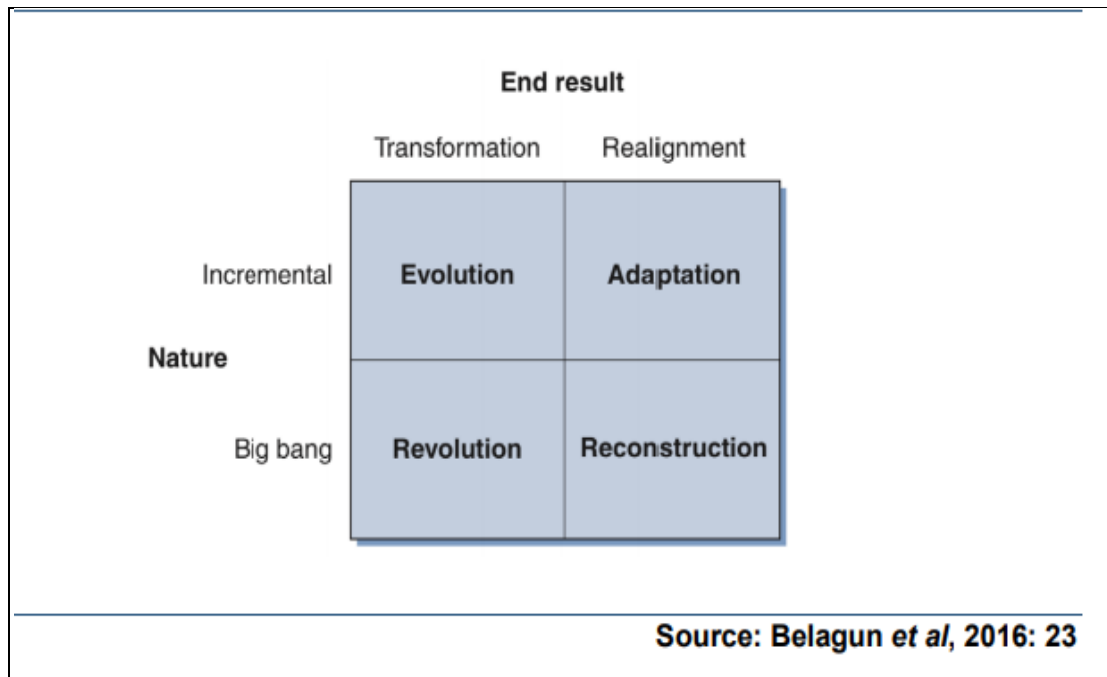 End result
Transformation Realignment
Incremental Evolution Adaptation
Nature
Big bang Revolution Reconstruction
Source: Belagun et al, 2016: 23